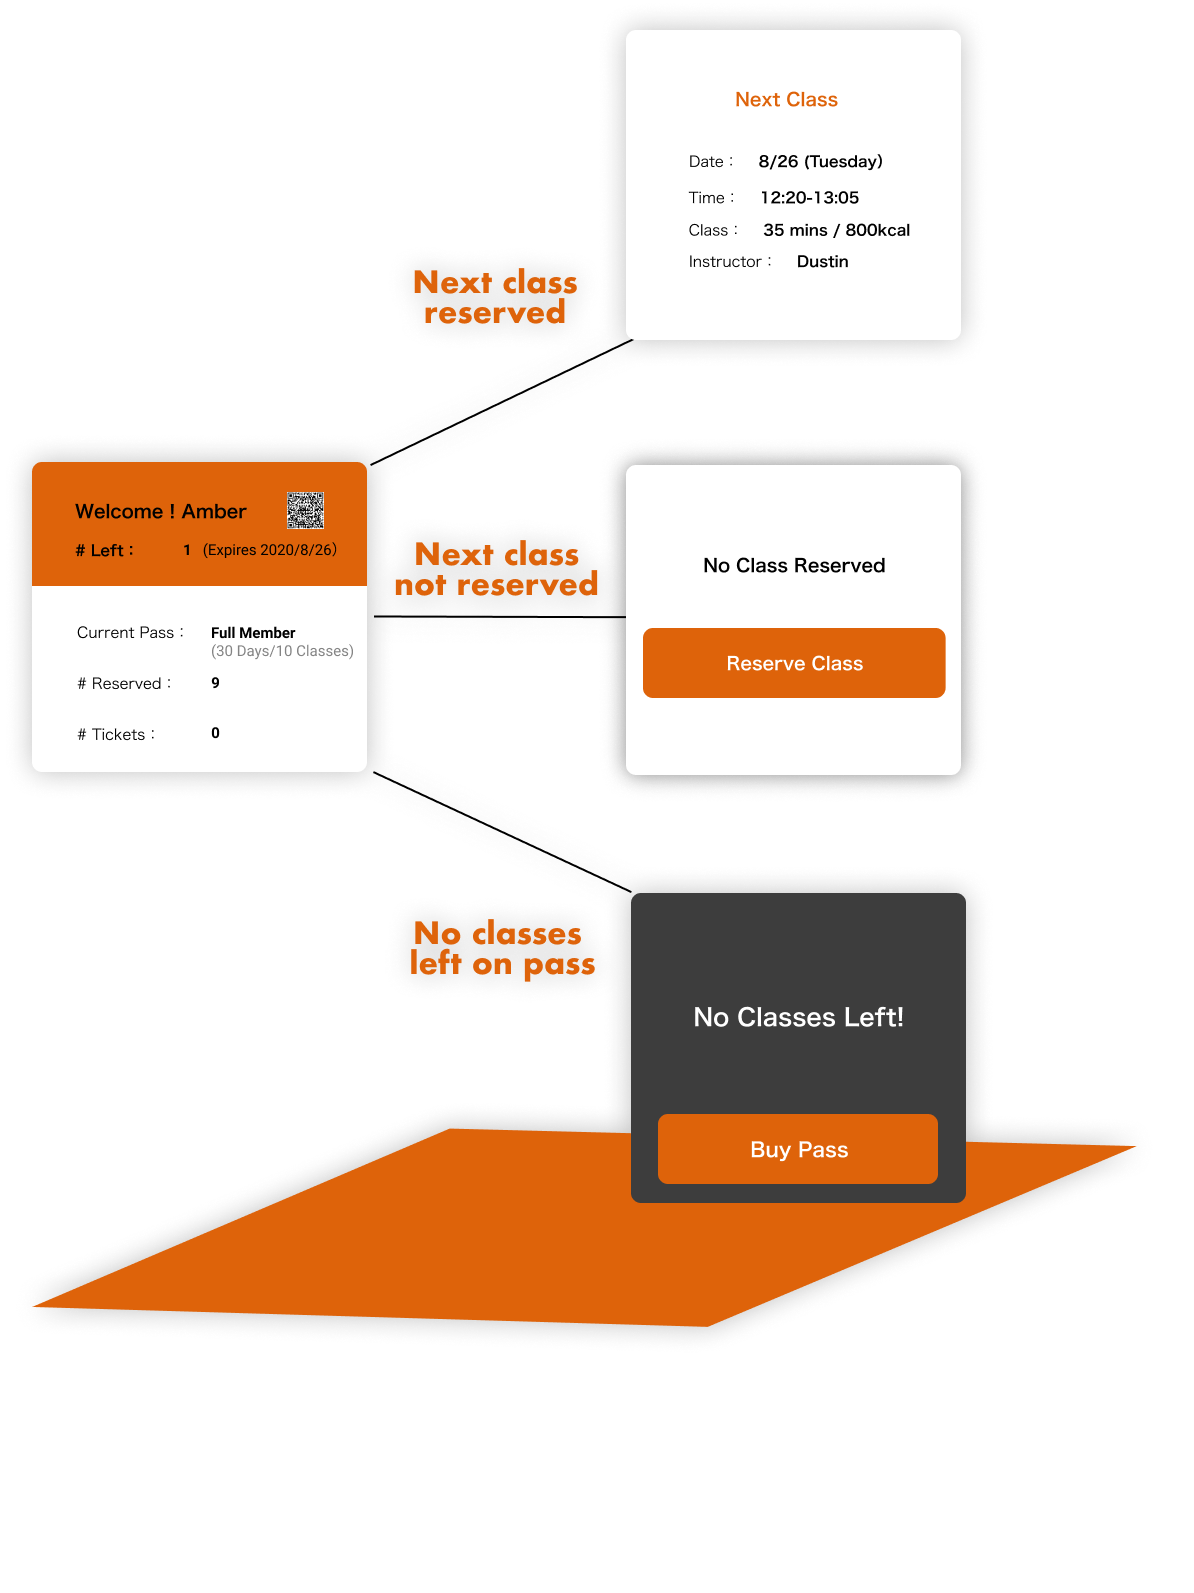 Next Class
Date： 8/26 (Tuesday)
Time： 12:20-13:05
Class： 35 mins / 800kcal
Instructor： Dustin
Next class
reserved
Welcome ! Amber
# Left： 1 (Expires 2020/8/26)
Current Pass： Full Member
(30 Days/10 Classes)
# Reserved： 9
# Tickets： 0
Next class
not reserved
No Class Reserved
Reserve Class
No classes
left on pass
No Classes Left!
Buy Pass